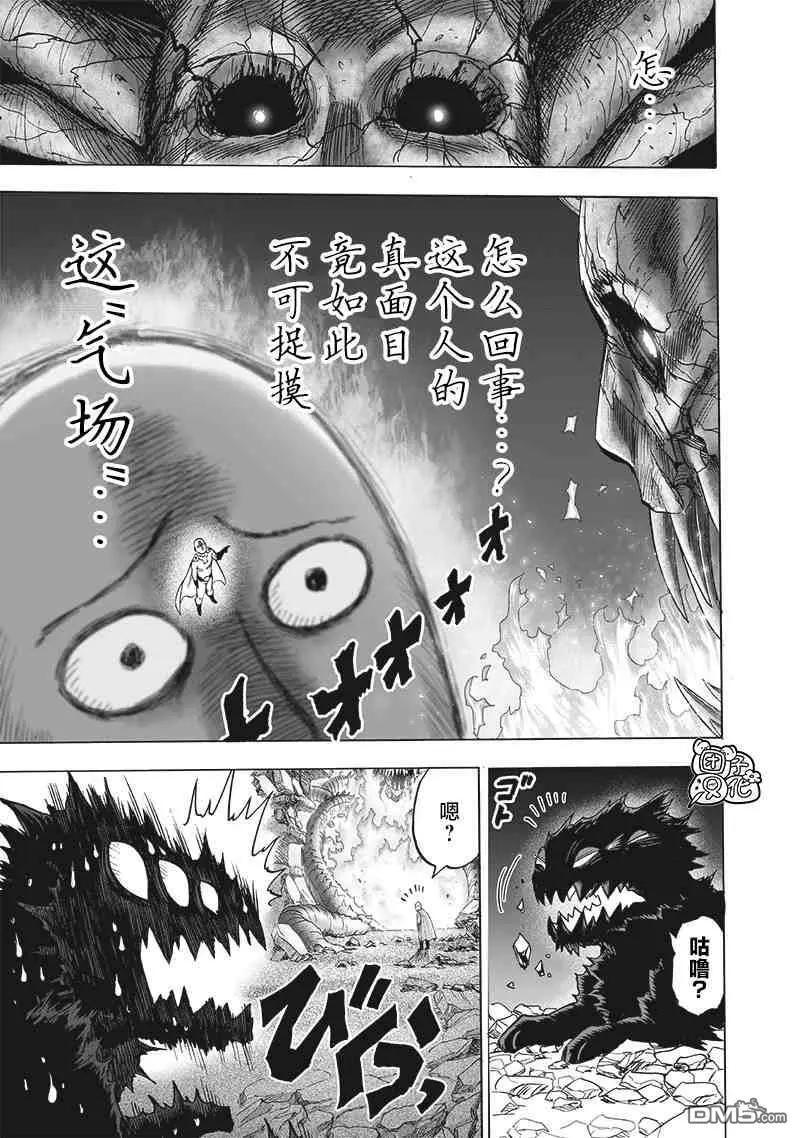 怎…
怎么回事…?
这个人的
真面目
竟如此
不可捉摸
这"气场"…
オオオオ
团子
汉化
ゴト
咕噜?
嗯?
びくっ
DM5.com